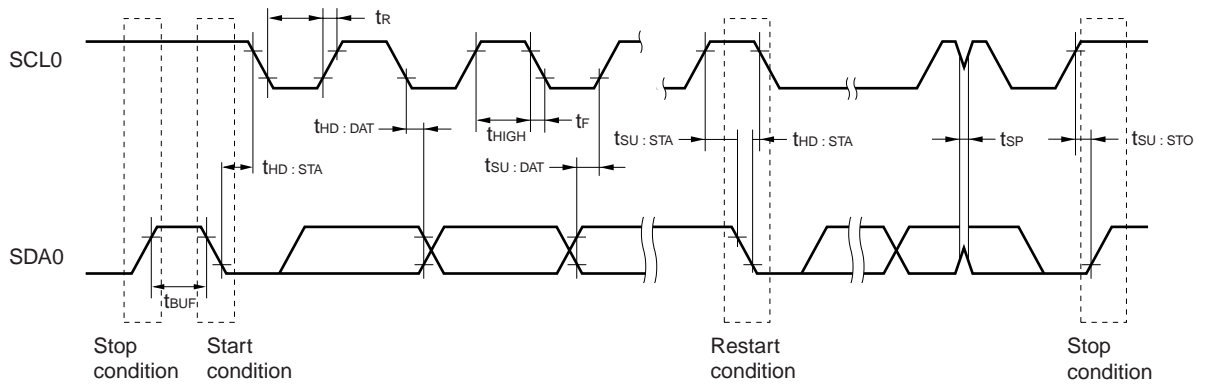 tR
SCL0
tHD : DAT
tHIGH
tF
tSU : STA
tHD : STA
tSP
tSU : STO
tHD : STA
tSU : DAT
SDA0
tBUF
Stop
condition
Start
condition
Restart
condition
Stop
condition